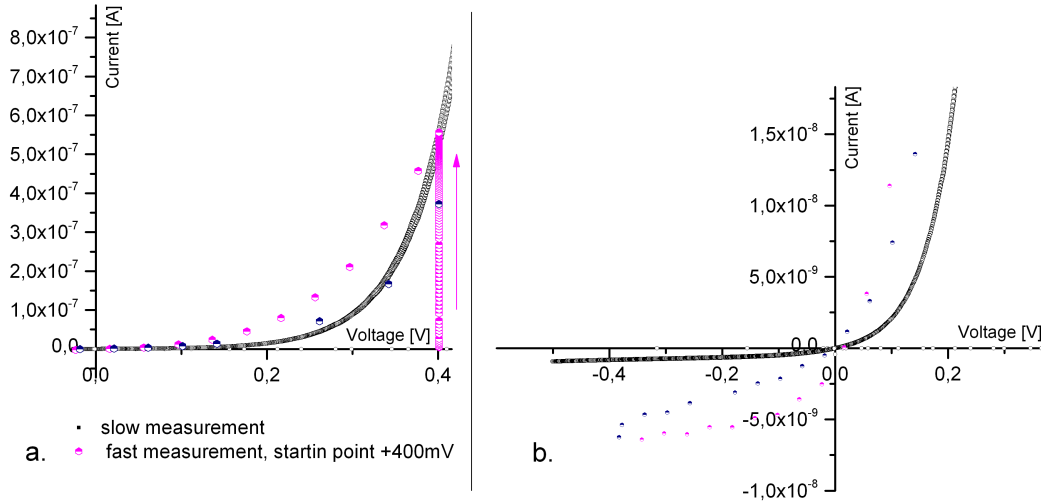 Current [A]
8,0x10-7
7,0x10-7
6,0x10-7
5,0x10-7
4,0x10-7
3,0x10-7
2,0x10-7
1,0x10-7
0,0
Voltage [V]
0,0
0,2
0,4
slow measurement
fast measurement, startin point +400mV
a.
Current [A]
1,5x10-8
1,0x10-8
5,0x10-9
0,0
Voltage [V]
-0,4
-0,2
0,0
0,2
-5,0x10-9
-1,0x10-8
b.